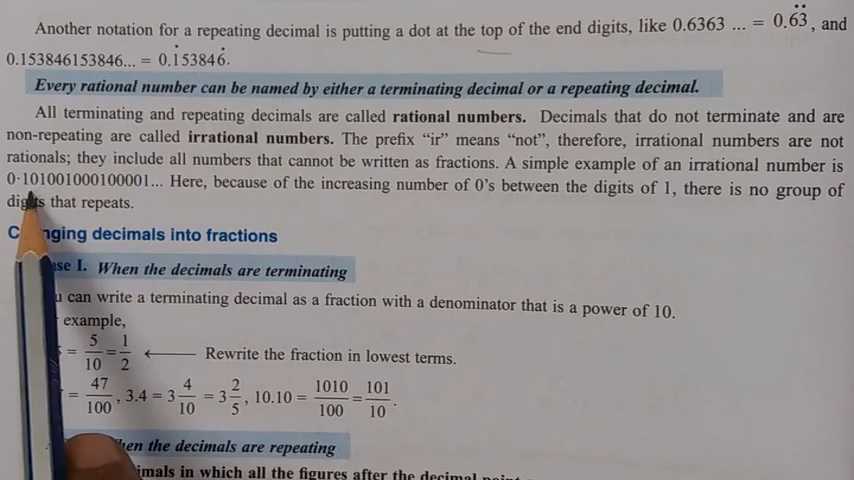 Another notation for a repeating decimal is putting a dot at the top of the end digits, like 0.6363 ... = 0.6̇3̇, and
0.153846153846... = 0.1̇53846̇.
Every rational number can be named by either a terminating decimal or a repeating decimal.
All terminating and repeating decimals are called rational numbers. Decimals that do not terminate and are
non-repeating are called irrational numbers. The prefix “ir” means “not”, therefore, irrational numbers are not
rationals; they include all numbers that cannot be written as fractions. A simple example of an irrational number is
0·101001000100001... Here, because of the increasing number of 0’s between the digits of 1, there is no group of
digits that repeats.
C nging decimals into fractions
se I. When the decimals are terminating
u can write a terminating decimal as a fraction with a denominator that is a power of 10.
example,
= 5/10 = 1/2 ⟵ Rewrite the fraction in lowest terms.
= 47/100, 3.4 = 3 4/10 = 3 2/5, 10.10 = 1010/100 = 101/10.
hen the decimals are repeating
imals in which all the figures after the decimal point